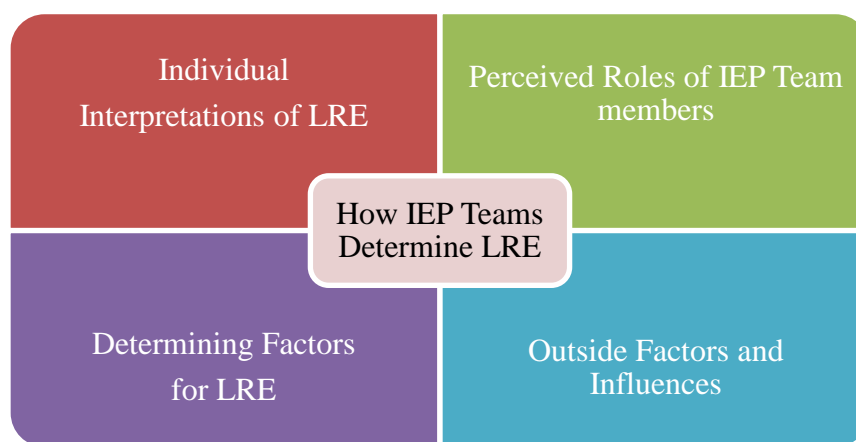 Individual
Interpretations of LRE
Perceived Roles of IEP Team
members
How IEP Teams
Determine LRE
Determining Factors
for LRE
Outside Factors and
Influences